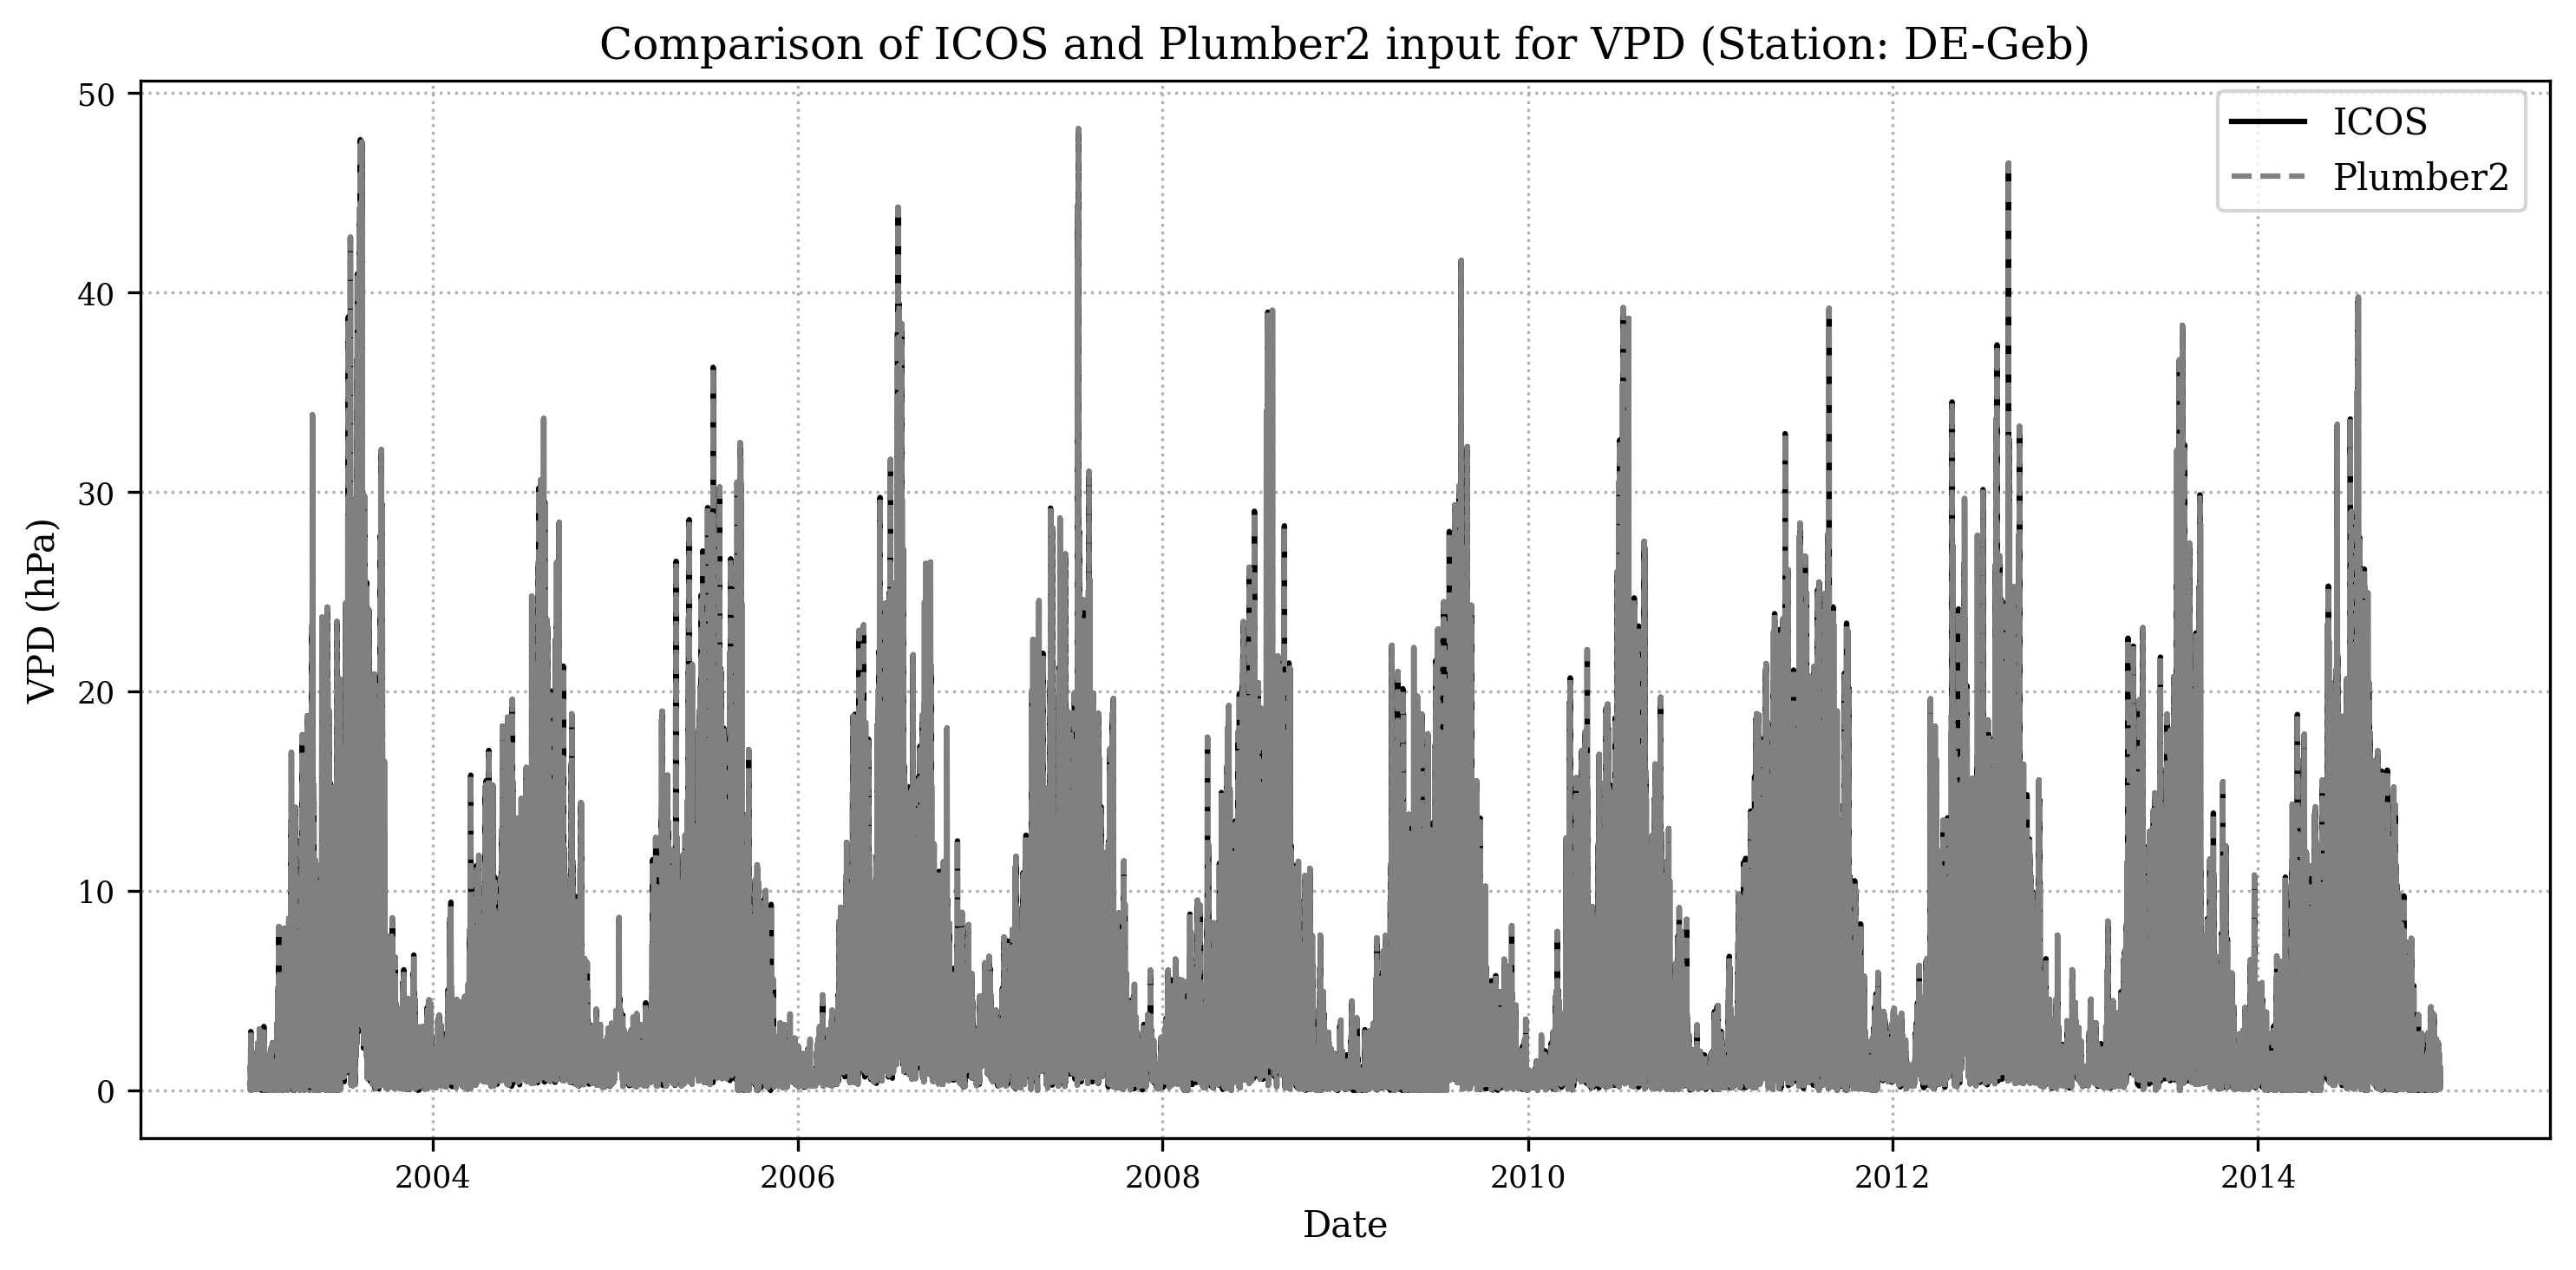 Comparison of ICOS and Plumber2 input for VPD (Station: DE-Geb)
ICOS
Plumber2
VPD (hPa)
50
40
30
20
10
0
2004 2006 2008 2010 2012 2014
Date